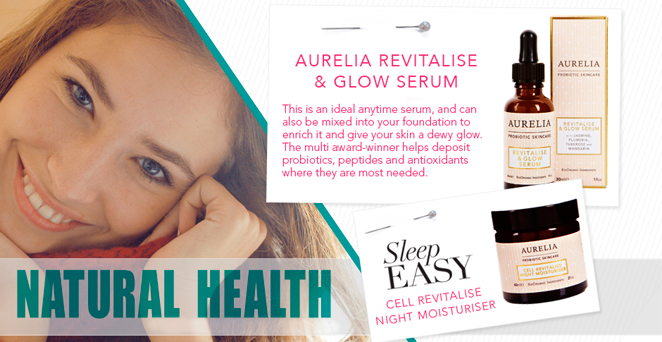 AURELIA REVITALISE
& GLOW SERUM
This is an ideal anytime serum, and can
also be mixed into your foundation to
enrich it and give your skin a dewy glow.
The multi award-winner helps deposit
probiotics, peptides and antioxidants
where they are most needed.
AURELIA
PROBIOTIC SKINCARE
REVITALISE
& GLOW
SERUM
AURELIA
PROBIOTIC SKINCARE
REVITALISE
& GLOW SERUM
Sleep
EASY
CELL REVITALISE
NIGHT MOISTURISER
AURELIA
PROBIOTIC SKINCARE
CELL REVITALISE
NIGHT MOISTURISER
NATURAL HEALTH